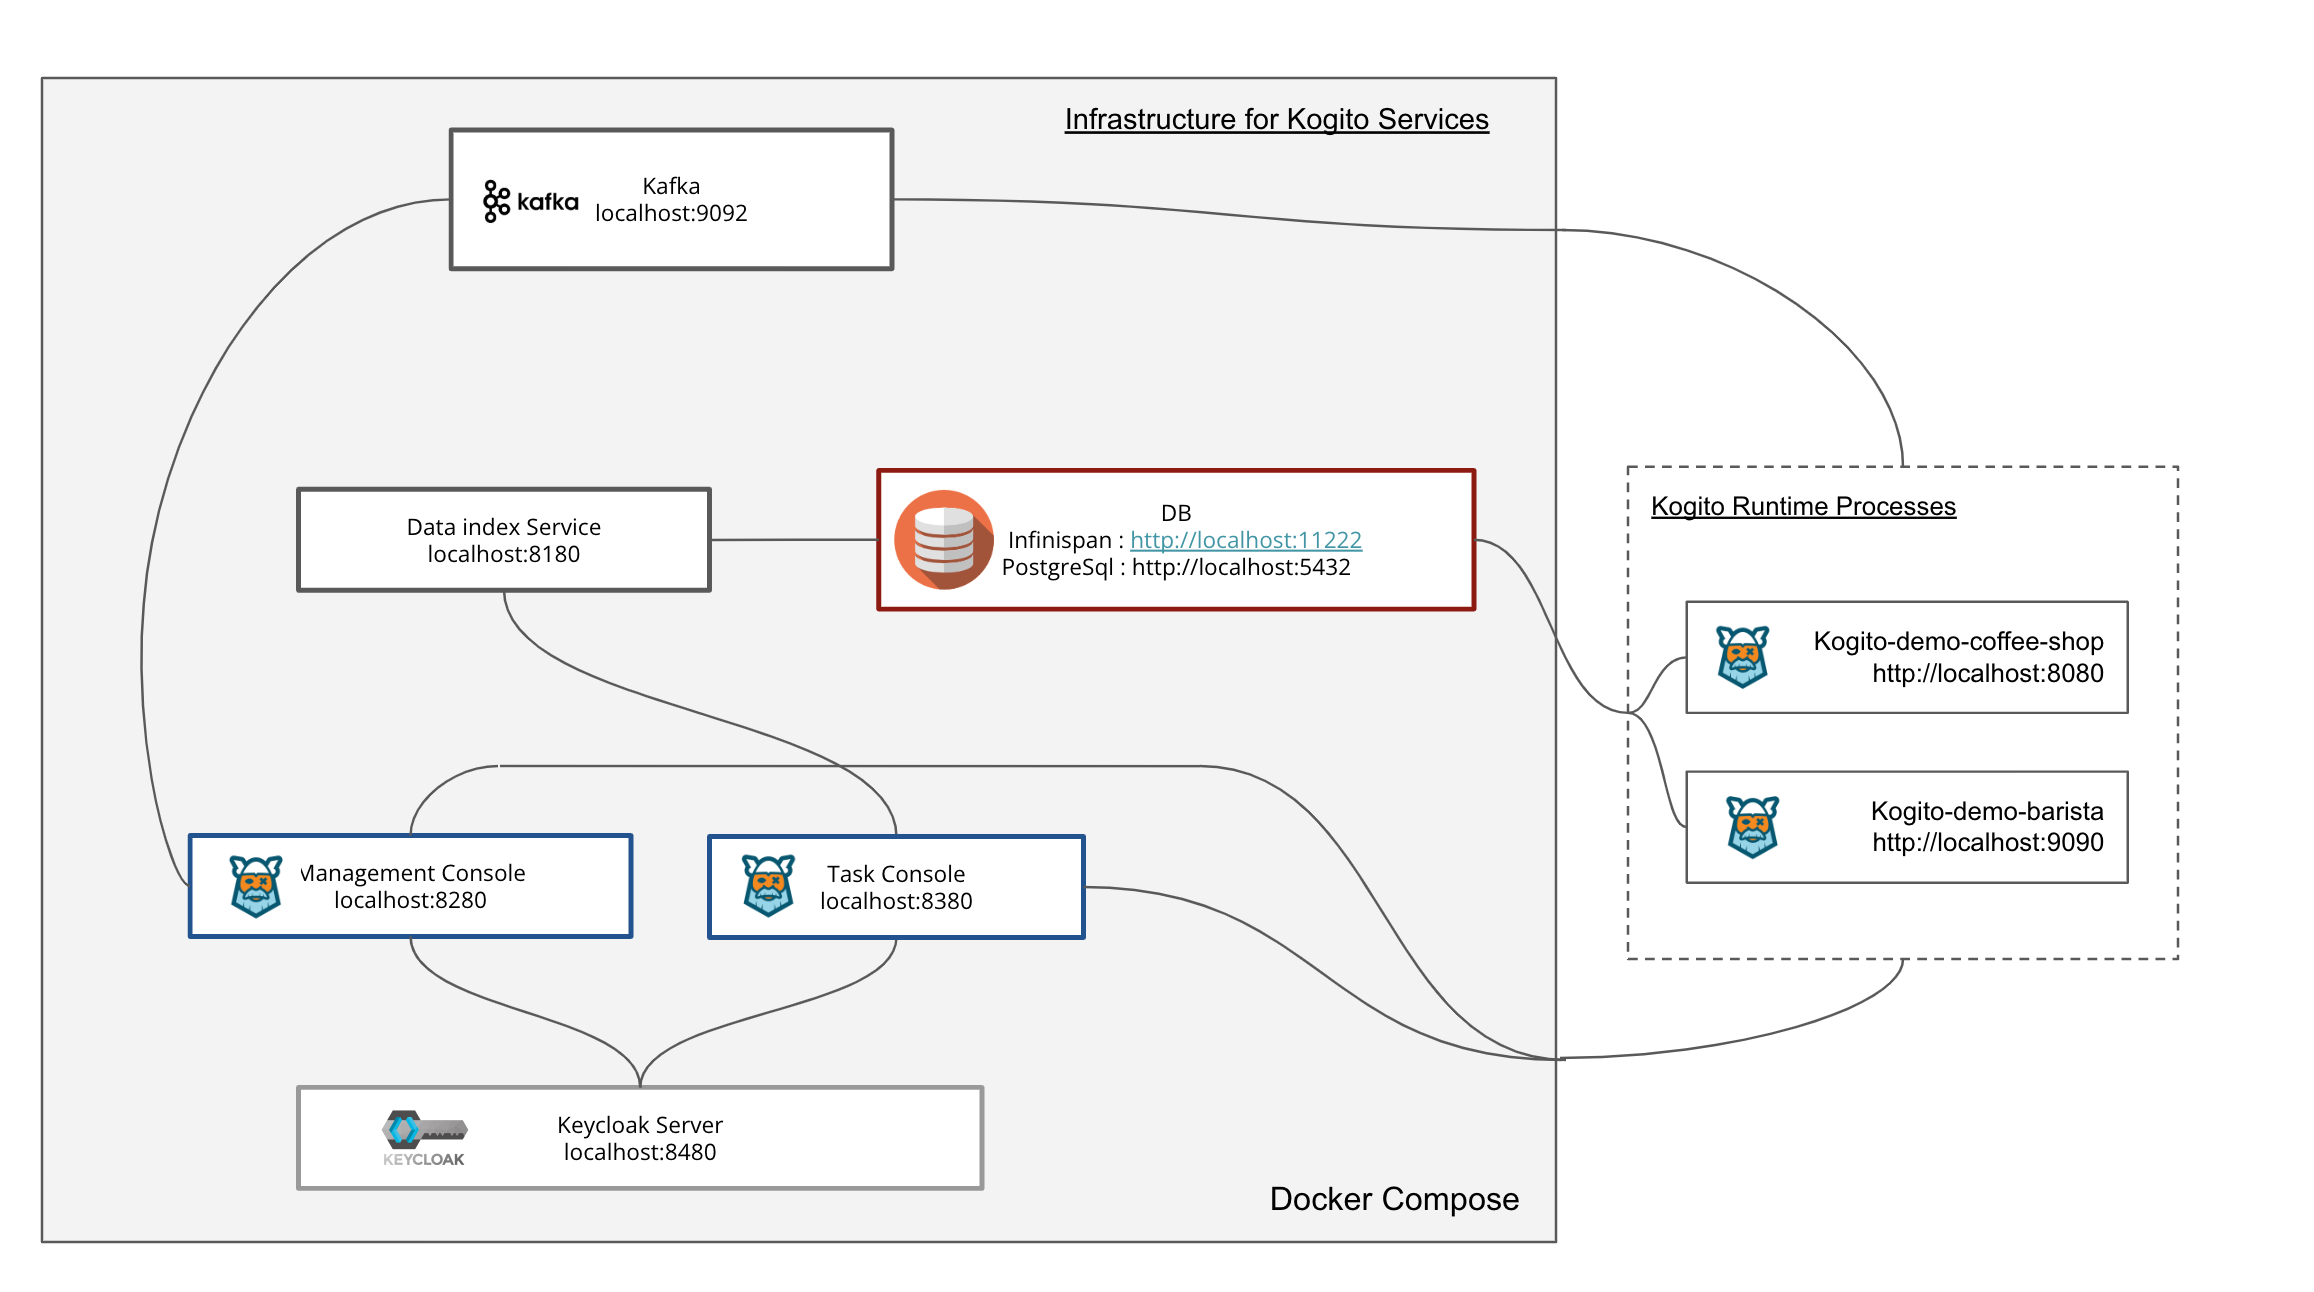 Infrastructure for Kogito Services
kafka
Kafka
localhost:9092
Data index Service
localhost:8180
DB
Infinispan : http://localhost:11222
PostgreSql : http://localhost:5432
Kogito Runtime Processes
Kogito-demo-coffee-shop
http://localhost:8080
Kogito-demo-barista
http://localhost:9090
Management Console
localhost:8280
Task Console
localhost:8380
KEYCLOAK
Keycloak Server
localhost:8480
Docker Compose